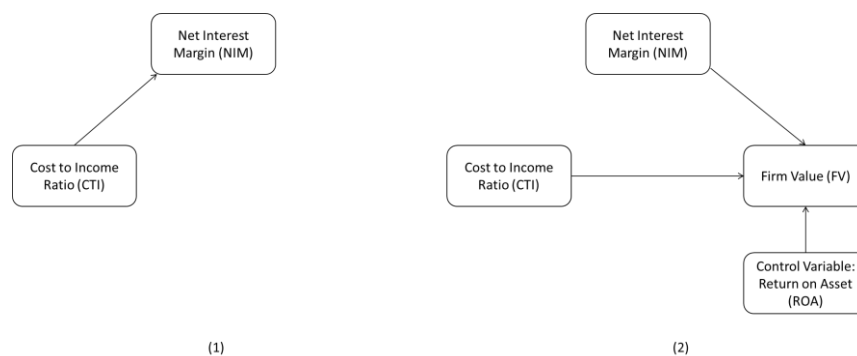 Net Interest
Margin (NIM)
Cost to Income
Ratio (CTI)
(1)
Net Interest
Margin (NIM)
Cost to Income
Ratio (CTI)
Firm Value (FV)
Control Variable:
Return on Asset
(ROA)
(2)